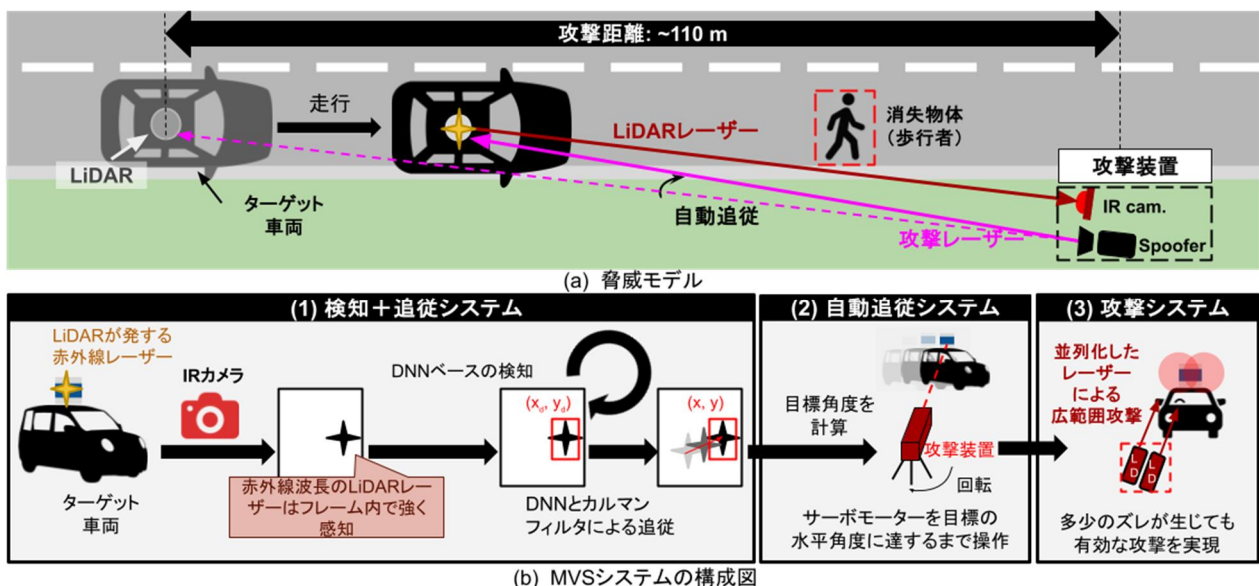 攻撃距離: ~110 m
走行
LiDARレーザー
消失物体
(歩行者)
攻撃装置
LiDAR
ターゲット
車両
自動追従
攻撃レーザー
IR cam.
Spoofer
(a) 脅威モデル
(1) 検知＋追従システム
LiDARが発する
赤外線レーザー
IRカメラ
DNNベースの検知
(xd, yd)
(x, y)
赤外線波長のLiDARレー
ザーはフレーム内で強く
感知
ターゲット
車両
DNNとカルマン
フィルタによる追従
(2) 自動追従システム
目標角度を
計算
攻撃装置
回転
サーボモーターを目標の
水平角度に達するまで操作
(3) 攻撃システム
並列化した
レーザー
による
広範囲攻撃
LD
LD
多少のズレが生じても
有効な攻撃を実現
(b) MVSシステムの構成図